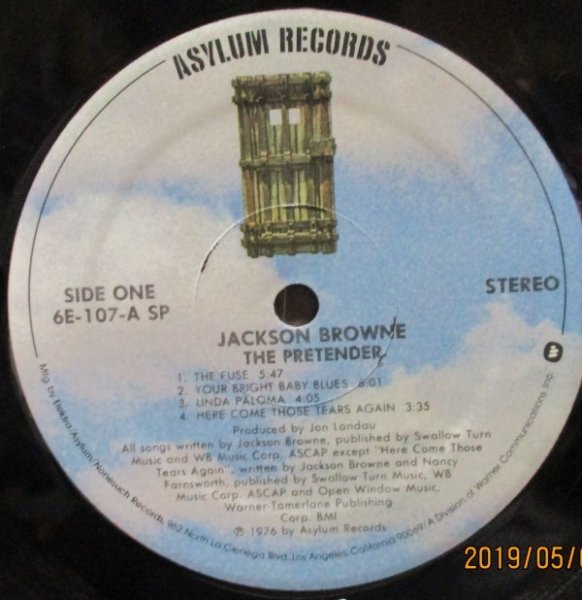 ASYLUM RECORDS
SIDE ONE
6E-107-A SP
STEREO
JACKSON BROWNE
THE PRETENDER
1. THE FUSE 5:47
2. YOUR BRIGHT BABY BLUES 6:01
3. LINDA PALOMA 4:05
4. HERE COME THOSE TEARS AGAIN 3:35
Produced by Jon Landau
All songs written by Jackson Browne, published by Swallow Turn
Music and WB Music Corp. ASCAP except "Here Come Those
Tears Again", written by Jackson Browne and Nancy
Farnsworth, published by Swallow Turn Music, WB
Music Corp. ASCAP and Open Window Music,
Warner-Tamerlane Publishing
Corp. BMI
℗ 1976 by Asylum Records
Mfg. by Elektra/Asylum/Nonesuch Records, 962 North La Cienega Blvd., Los Angeles, California 90069/A Division of Warner Communications Inc.
2019/05/0